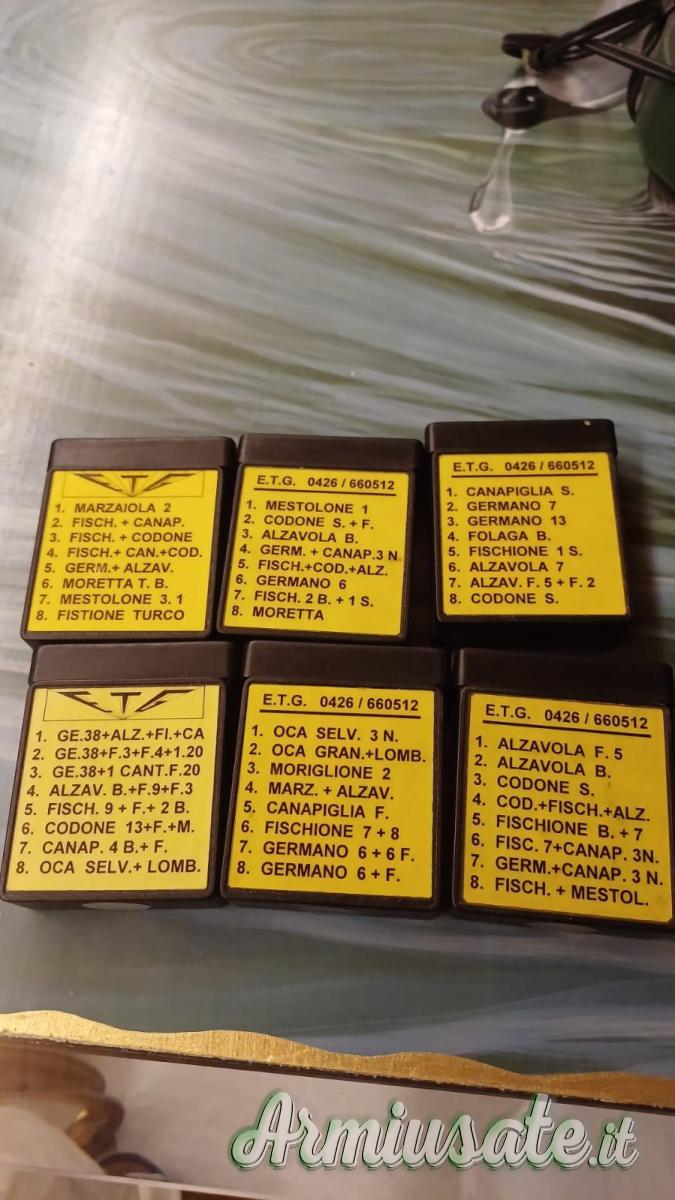 ETG
1. MARZAIOLA 2
2. FISCH. + CANAP.
3. FISCH. + CODONE
4. FISCH.+ CAN.+COD.
5. GERM.+ ALZAV.
6. MORETTA T. B.
7. MESTOLONE 3. 1
8. FISTIONE TURCO
E.T.G. 0426 / 660512
1. MESTOLONE 1
2. CODONE S. + F.
3. ALZAVOLA B.
4. GERM. + CANAP.3 N.
5. FISCH.+COD.+ALZ.
6. GERMANO 6
7. FISCH. 2 B. + 1 S.
8. MORETTA
E.T.G. 0426 / 660512
1. CANAPIGLIA S.
2. GERMANO 7
3. GERMANO 13
4. FOLAGA B.
5. FISCHIONE 1 S.
6. ALZAVOLA 7
7. ALZAV. F. 5 + F. 2
8. CODONE S.
ETG
1. GE.38+ALZ.+FI.+CA
2. GE.38+F.3+F.4+1.20
3. GE.38+1 CANT.F.20
4. ALZAV. B.+F.9+F.3
5. FISCH. 9 + F. + 2 B.
6. CODONE 13+F.+M.
7. CANAP. 4 B.+ F.
8. OCA SELV.+ LOMB.
E.T.G. 0426 / 660512
1. OCA SELV. 3 N.
2. OCA GRAN.+LOMB.
3. MORIGLIONE 2
4. MARZ. + ALZAV.
5. CANAPIGLIA F.
6. FISCHIONE 7 + 8
7. GERMANO 6 + 6 F.
8. GERMANO 6 + F.
E.T.G. 0426 / 660512
1. ALZAVOLA F. 5
2. ALZAVOLA B.
3. CODONE S.
4. COD.+FISCH.+ALZ.
5. FISCHIONE B. + 7
6. FISC. 7+CANAP. 3N.
7. GERM.+CANAP. 3 N.
8. FISCH. + MESTOL.
Armiusate.it